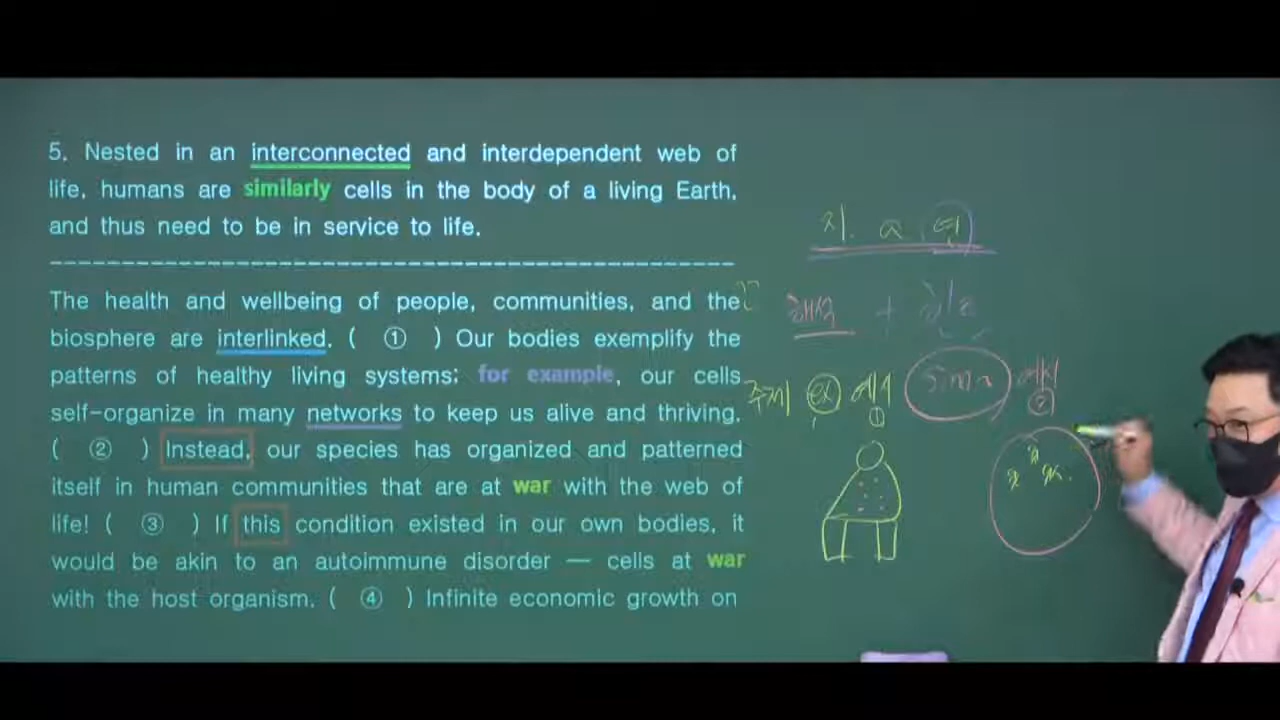 5. Nested in an interconnected and interdependent web of
life, humans are similarly cells in the body of a living Earth,
and thus need to be in service to life.
The health and wellbeing of people, communities, and the
biosphere are interlinked. ( ① ) Our bodies exemplify the
patterns of healthy living systems; for example, our cells
self-organize in many networks to keep us alive and thriving.
( ② ) Instead, our species has organized and patterned
itself in human communities that are at war with the web of
life! ( ③ ) If this condition existed in our own bodies, it
would be akin to an autoimmune disorder — cells at war
with the host organism. ( ④ ) Infinite economic growth on
지. a
+
주제 ex 예시 ①
예시 ②